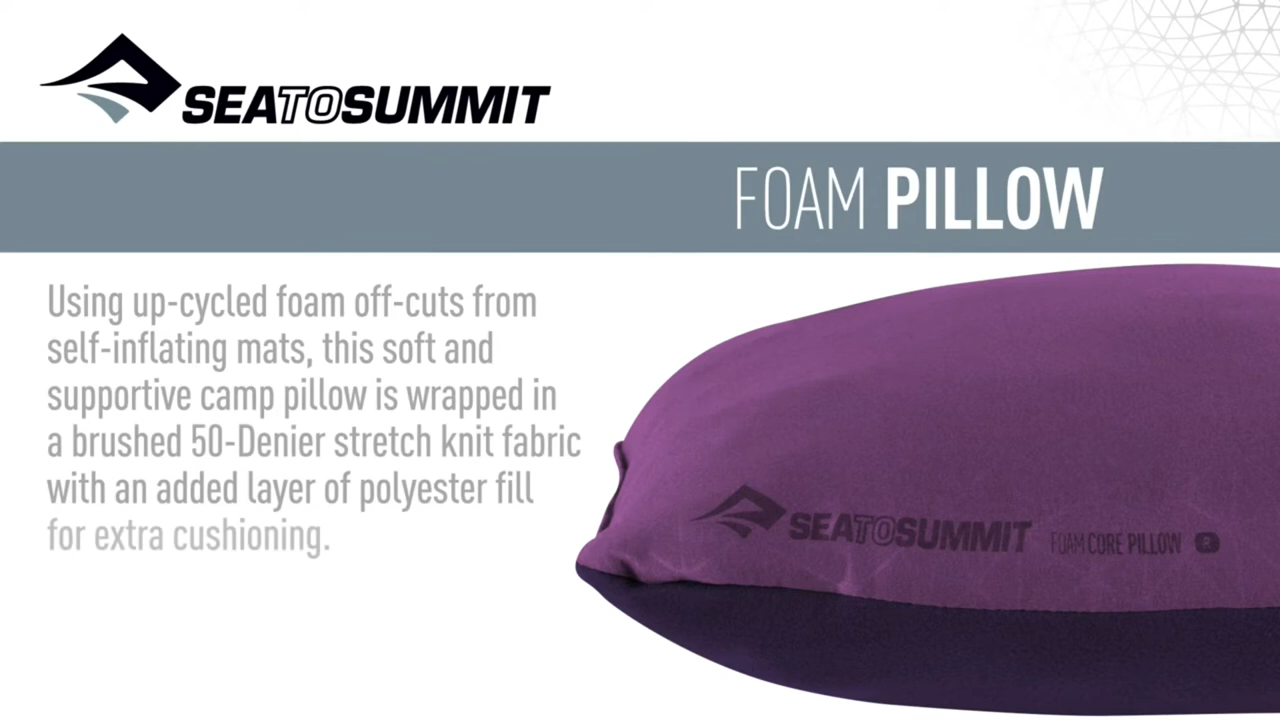 SEATOSUMMIT
FOAM PILLOW
Using up-cycled foam off-cuts from
self-inflating mats, this soft and
supportive camp pillow is wrapped in
a brushed 50-Denier stretch knit fabric
with an added layer of polyester fill
for extra cushioning.
SEATOSUMMIT FOAM CORE PILLOW R